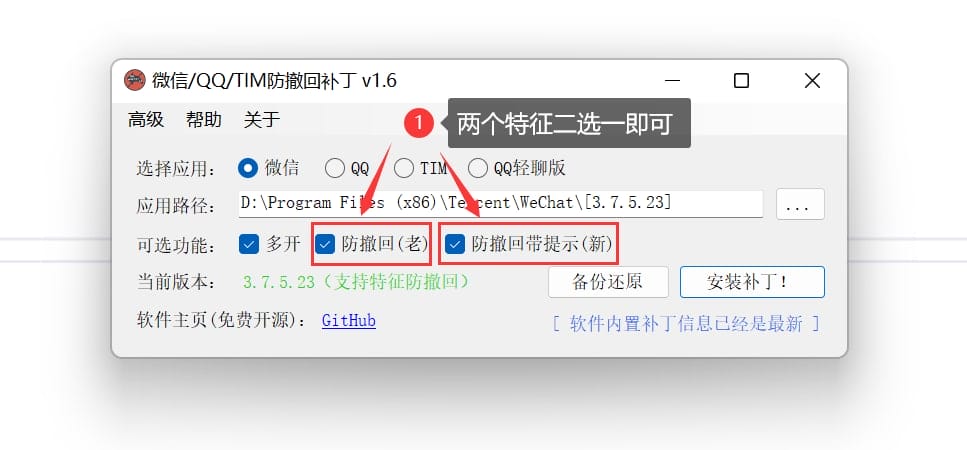 微信/QQ/TIM防撤回补丁 v1.6
高级 帮助 关于
1 两个特征二选一即可
选择应用： 微信 QQ TIM QQ轻聊版
应用路径： D:\Program Files (x86)\Tencent\WeChat\[3.7.5.23] ...
可选功能： 多开 防撤回(老) 防撤回带提示(新)
当前版本： 3.7.5.23（支持特征防撤回） 备份还原 安装补丁！
软件主页(免费开源)： GitHub [ 软件内置补丁信息已经是最新 ]